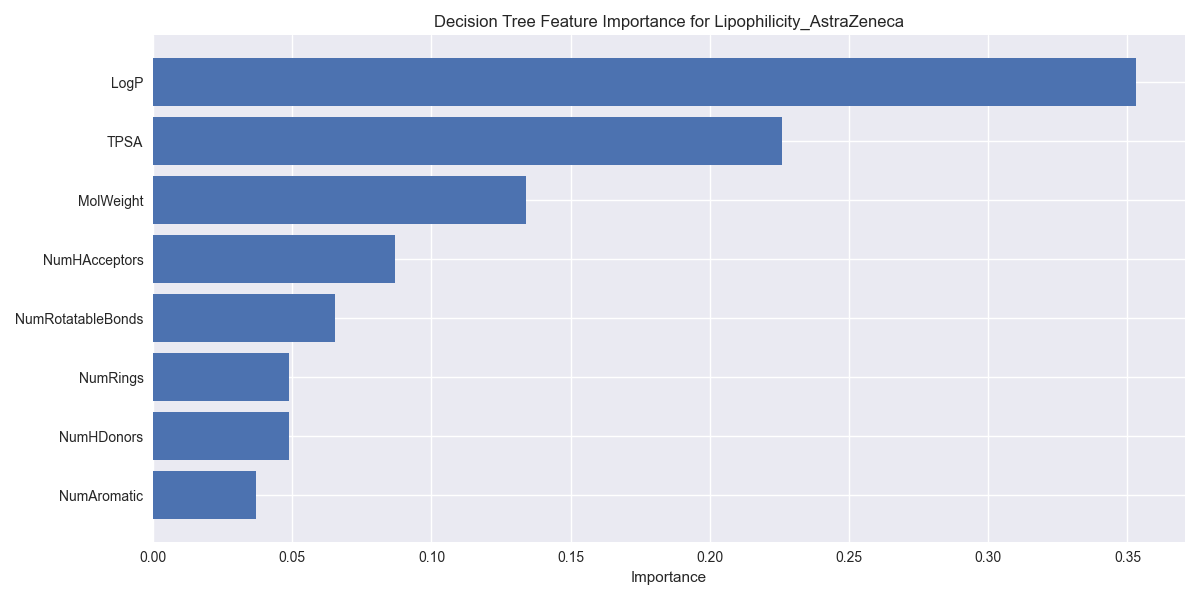 Decision Tree Feature Importance for Lipophilicity_AstraZeneca
LogP
TPSA
MolWeight
NumHAcceptors
NumRotatableBonds
NumRings
NumHDonors
NumAromatic
0.00 0.05 0.10 0.15 0.20 0.25 0.30 0.35
Importance